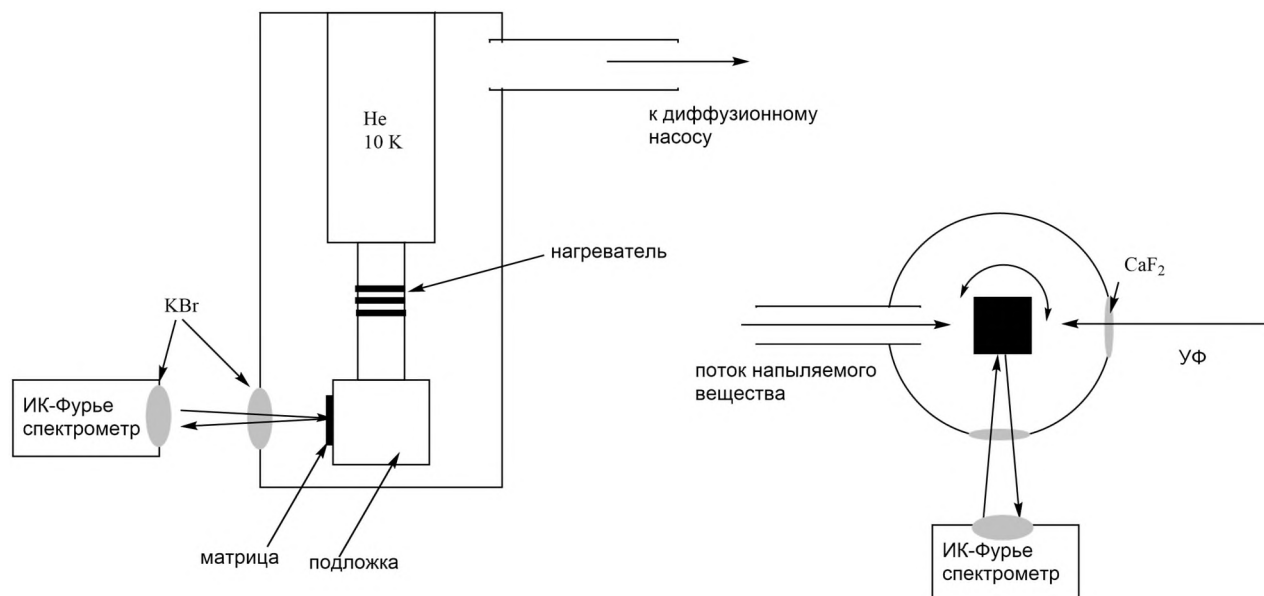 He
10 K
к диффузионному
насосу
нагреватель
KBr
ИК-Фурье
спектрометр
матрица
подложка
CaF₂
поток напыляемого
вещества
УФ
ИК-Фурье
спектрометр